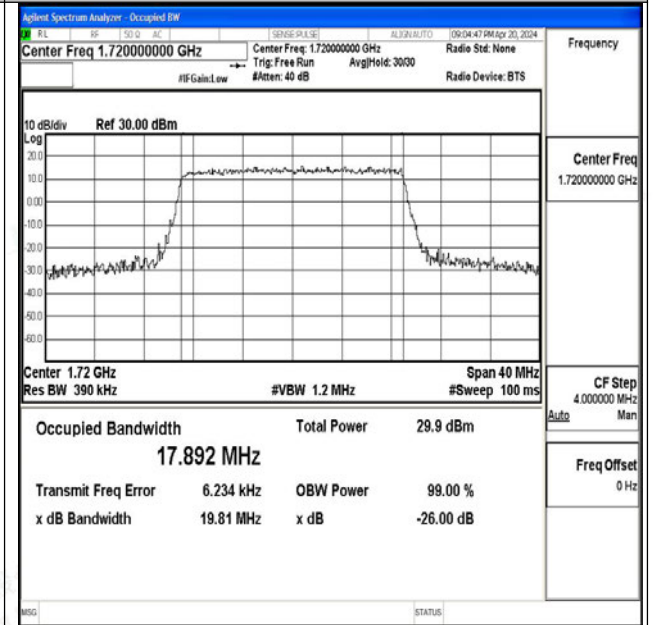 Agilent Spectrum Analyzer - Occupied BW
RL RF 50 Ω AC SENSE:PULSE ALIGN AUTO 09:04:47 PM Apr 20, 2024
Center Freq 1.720000000 GHz Center Freq: 1.720000000 GHz Radio Std: None Frequency
Trig: Free Run Avg|Hold: 30/30
#IFGain:Low #Atten: 40 dB Radio Device: BTS
10 dB/div Ref 30.00 dBm
Log
20.0
10.0
0.00
-10.0
-20.0
-30.0
-40.0
-50.0
-60.0
Center Freq
1.720000000 GHz
Center 1.72 GHz Span 40 MHz
Res BW 390 kHz #VBW 1.2 MHz #Sweep 100 ms
CF Step
4.000000 MHz
Auto Man
Occupied Bandwidth Total Power 29.9 dBm
17.892 MHz
Freq Offset
0 Hz
Transmit Freq Error 6.234 kHz OBW Power 99.00 %
x dB Bandwidth 19.81 MHz x dB -26.00 dB
MSG STATUS